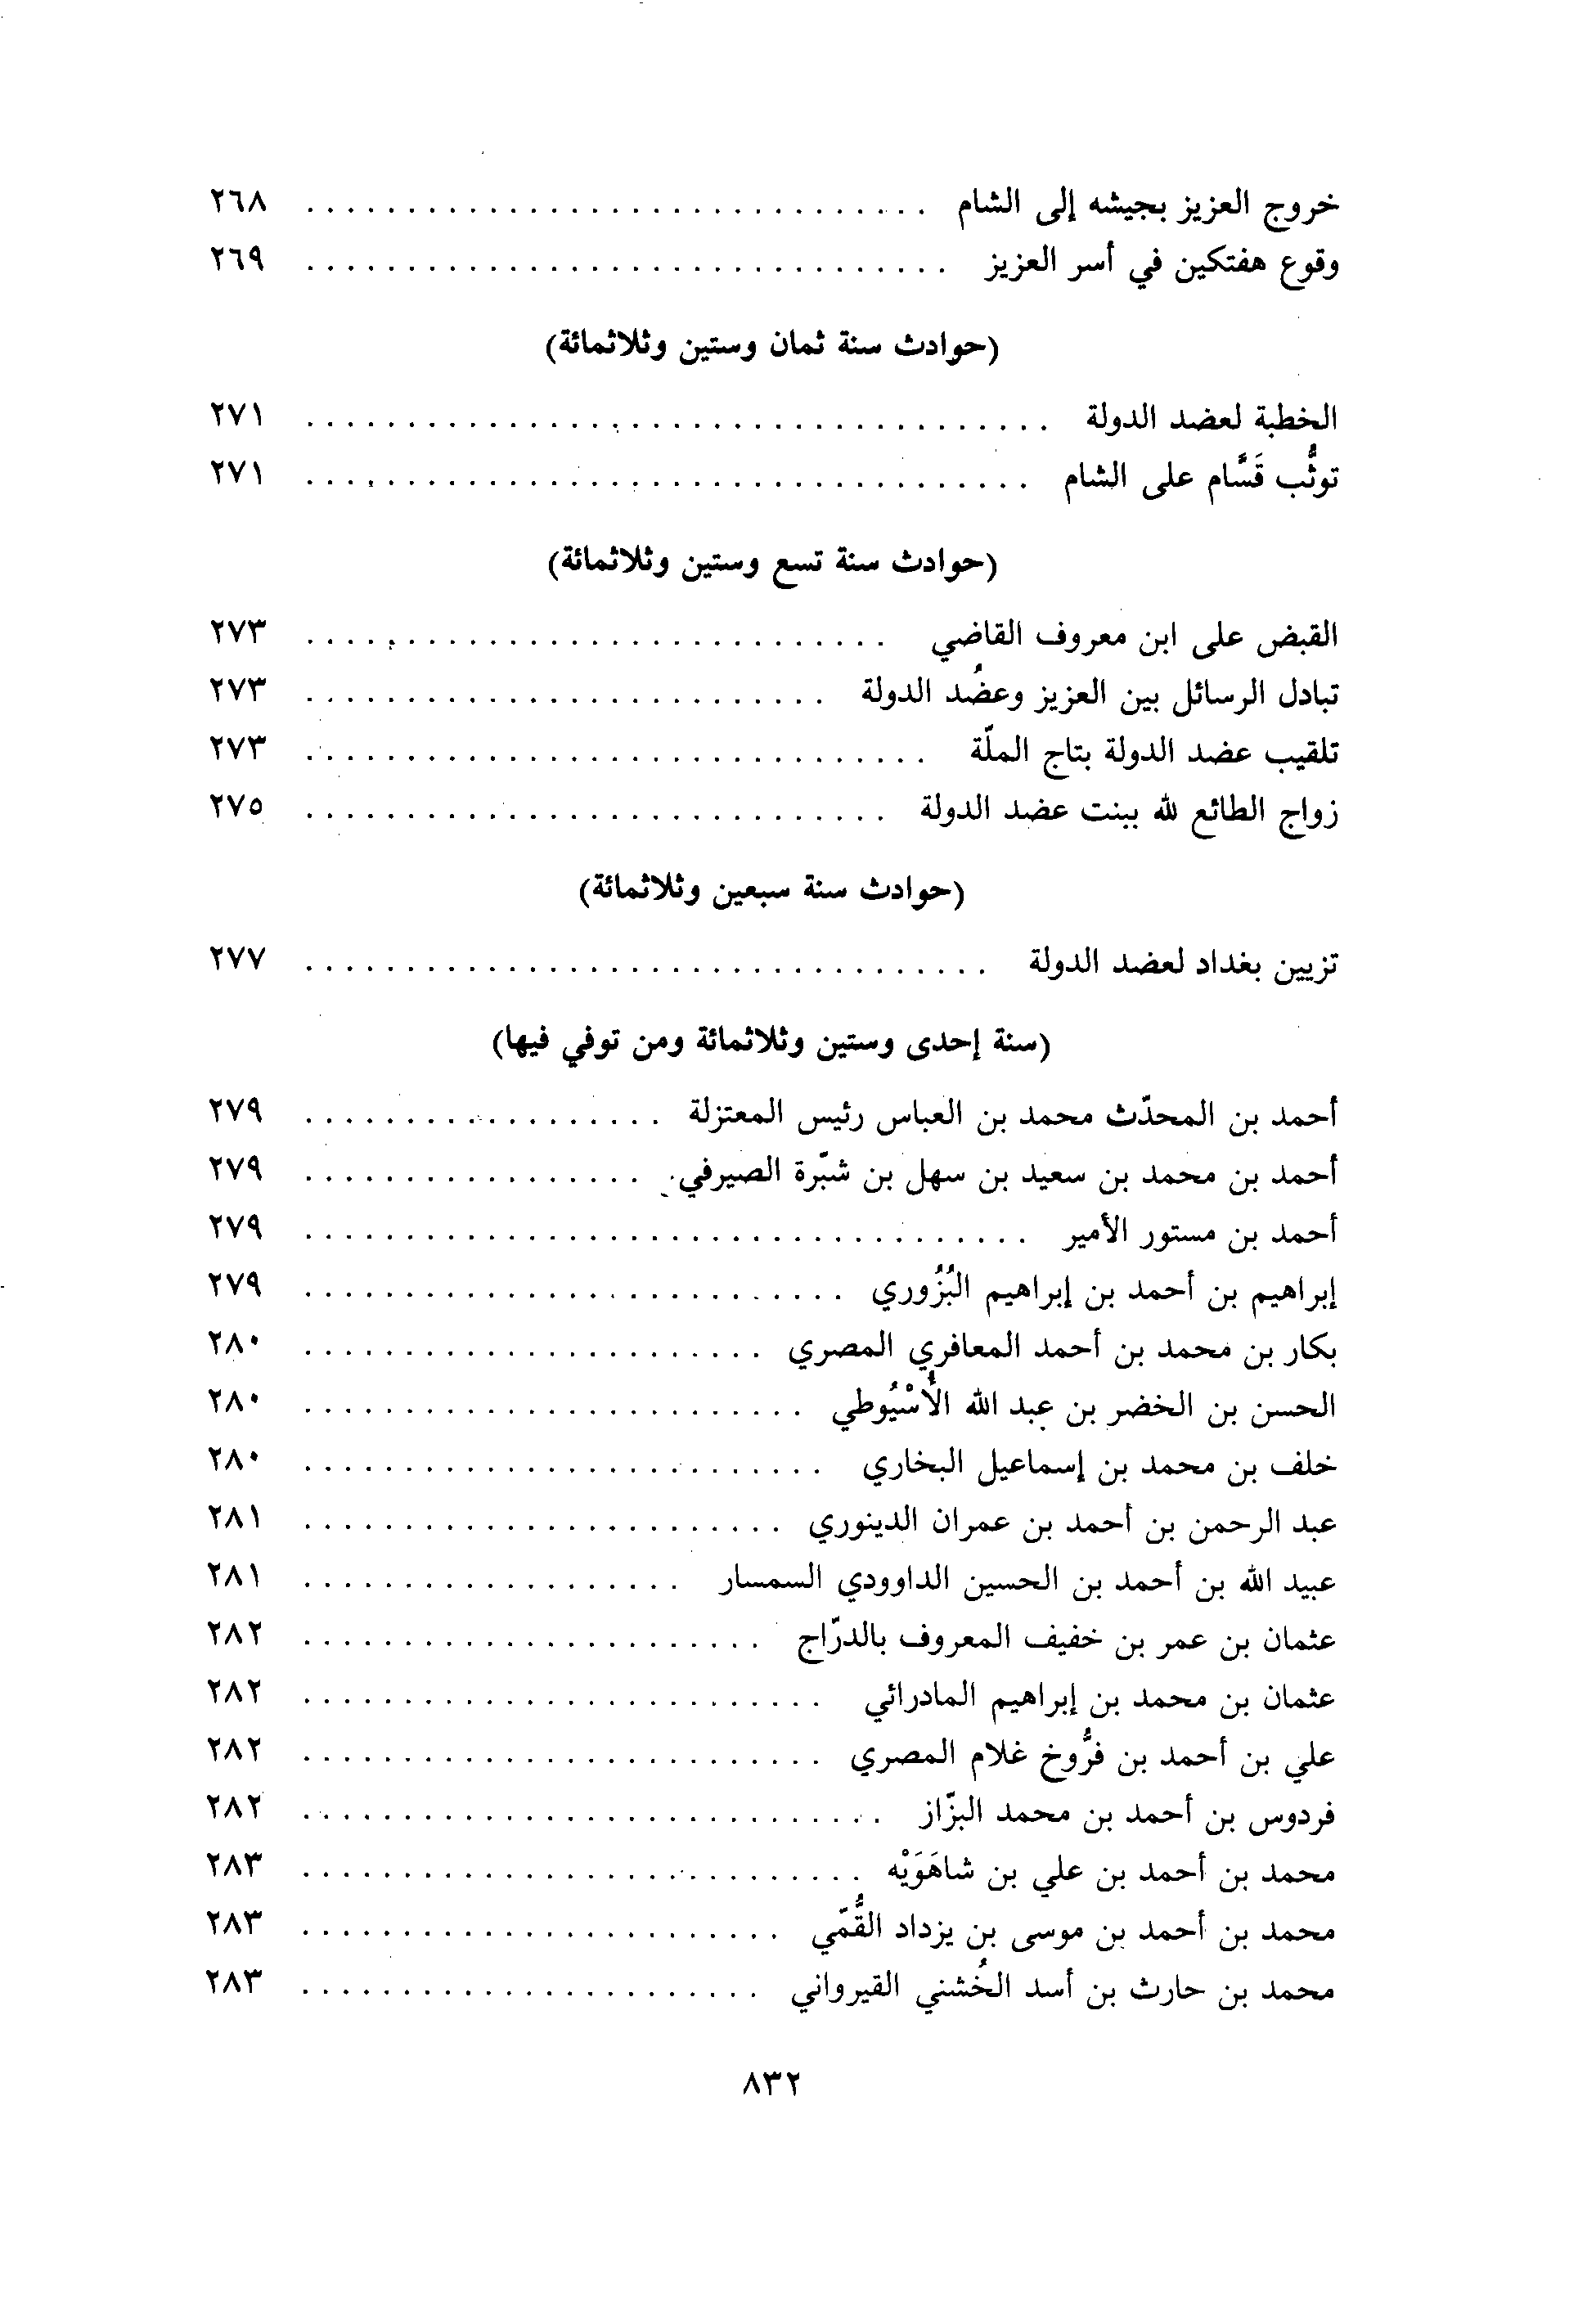 خروج العزيز بجيشه إلى الشام . . . . . . . . . . . . . . . . . . . . . . . . . . . . . . . ٢٦٨
وقوع هفتكين في أسر العزيز . . . . . . . . . . . . . . . . . . . . . . . . . . . . . . . . ٢٦٩
(حوادث سنة ثمان وستين وثلاثمائة)
الخطبة لعضد الدولة . . . . . . . . . . . . . . . . . . . . . . . . . . . . . . . . . . . . . ٢٧١
توثُّب قَسَّام على الشام . . . . . . . . . . . . . . . . . . . . . . . . . . . . . . . . . . . . ٢٧١
(حوادث سنة تسع وستين وثلاثمائة)
القبض على ابن معروف القاضي . . . . . . . . . . . . . . . . . . . . . . . . . . . . . ٢٧٣
تبادل الرسائل بين العزيز وعضُد الدولة . . . . . . . . . . . . . . . . . . . . . . . . . . ٢٧٣
تلقيب عضد الدولة بتاج الملّة . . . . . . . . . . . . . . . . . . . . . . . . . . . . . . . ٢٧٣
زواج الطائع لله ببنت عضد الدولة . . . . . . . . . . . . . . . . . . . . . . . . . . . . . ٢٧٥
(حوادث سنة سبعين وثلاثمائة)
تزيين بغداد لعضد الدولة . . . . . . . . . . . . . . . . . . . . . . . . . . . . . . . . . . ٢٧٧
(سنة إحدى وستين وثلاثمائة ومن توفي فيها)
أحمد بن المحدّث محمد بن العباس رئيس المعتزلة . . . . . . . . . . . . . . . . . . ٢٧٩
أحمد بن محمد بن سعيد بن سهل بن شبّرة الصيرفي . . . . . . . . . . . . . . . . . ٢٧٩
أحمد بن مستور الأمير . . . . . . . . . . . . . . . . . . . . . . . . . . . . . . . . . . . . ٢٧٩
إبراهيم بن أحمد بن إبراهيم البُزُوري . . . . . . . . . . . . . . . . . . . . . . . . . . . ٢٧٩
بكار بن محمد بن أحمد المعافري المصري . . . . . . . . . . . . . . . . . . . . . . . ٢٨٠
الحسن بن الخضر بن عبد الله الأُسْيُوطي . . . . . . . . . . . . . . . . . . . . . . . . . ٢٨٠
خلف بن محمد بن إسماعيل البخاري . . . . . . . . . . . . . . . . . . . . . . . . . . ٢٨٠
عبد الرحمن بن أحمد بن عمران الدينوري . . . . . . . . . . . . . . . . . . . . . . . . ٢٨١
عبيد الله بن أحمد بن الحسين الداوودي السمسار . . . . . . . . . . . . . . . . . . . ٢٨١
عثمان بن عمر بن خفيف المعروف بالدرّاج . . . . . . . . . . . . . . . . . . . . . . . ٢٨٢
عثمان بن محمد بن إبراهيم المادرائي . . . . . . . . . . . . . . . . . . . . . . . . . . ٢٨٢
علي بن أحمد بن فرُّوخ غلام المصري . . . . . . . . . . . . . . . . . . . . . . . . . . ٢٨٢
فردوس بن أحمد بن محمد البزّاز . . . . . . . . . . . . . . . . . . . . . . . . . . . . . ٢٨٢
محمد بن أحمد بن علي بن شاهَوَيْه . . . . . . . . . . . . . . . . . . . . . . . . . . . . ٢٨٣
محمد بن أحمد بن موسى بن يزداد القُّمّي . . . . . . . . . . . . . . . . . . . . . . . . ٢٨٣
محمد بن حارث بن أسد الخُشني القيرواني . . . . . . . . . . . . . . . . . . . . . . . ٢٨٣
٨٣٢